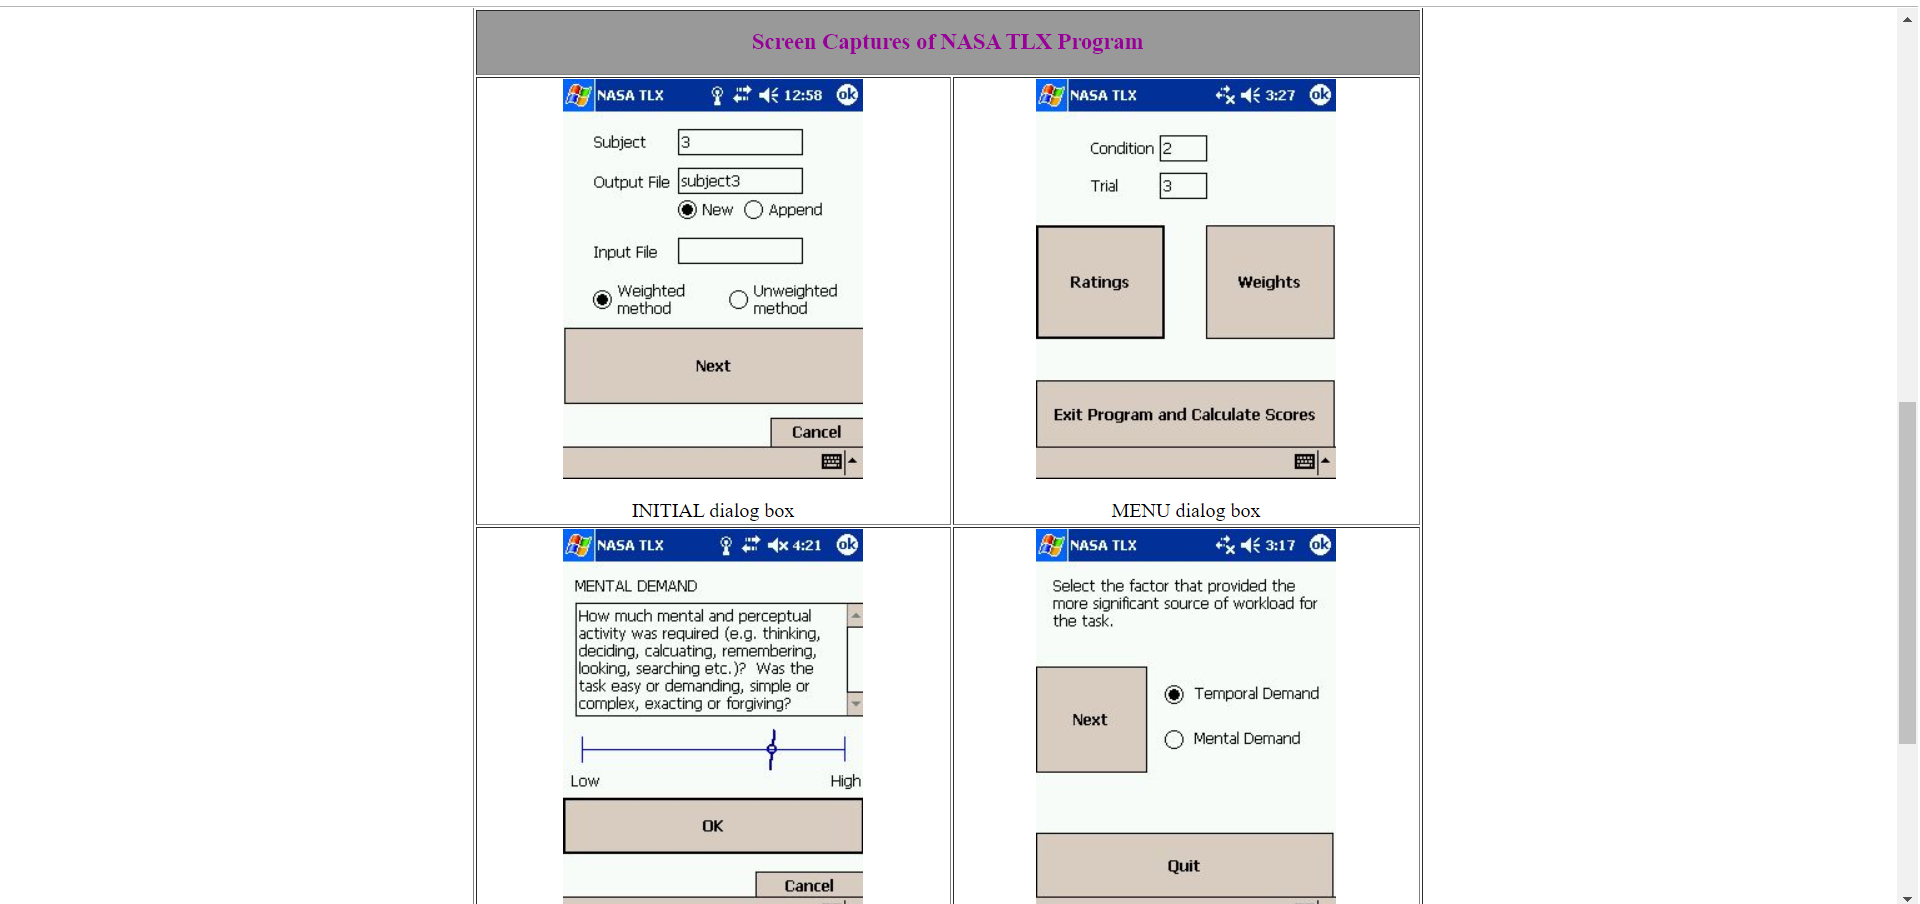 Screen Captures of NASA TLX Program
NASA TLX 12:58 ok
Subject 3
Output File subject3
New Append
Input File
Weighted method
Unweighted method
Next
Cancel
INITIAL dialog box
NASA TLX 3:27 ok
Condition 2
Trial 3
Ratings Weights
Exit Program and Calculate Scores
MENU dialog box
NASA TLX 4:21 ok
MENTAL DEMAND
How much mental and perceptual
activity was required (e.g. thinking,
deciding, calcuating, remembering,
looking, searching etc.)? Was the
task easy or demanding, simple or
complex, exacting or forgiving?
Low High
OK
Cancel
NASA TLX 3:17 ok
Select the factor that provided the
more significant source of workload for
the task.
Next
Temporal Demand
Mental Demand
Quit